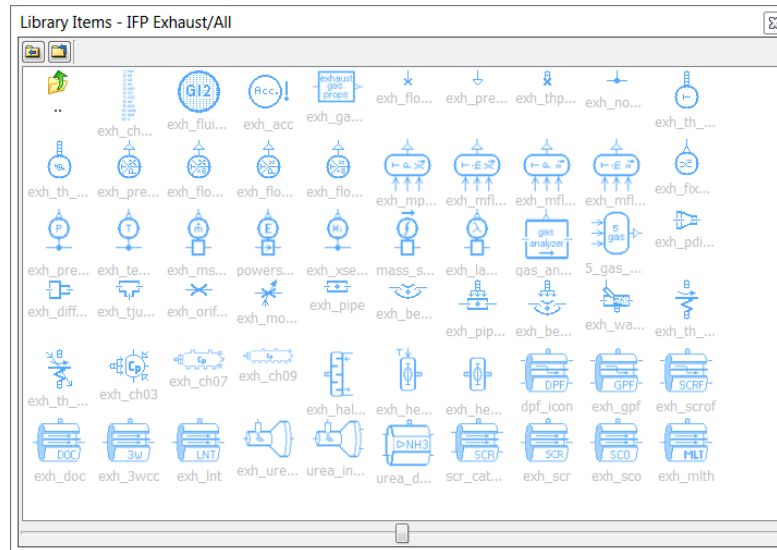 Library Items - IFP Exhaust/All
GI2 Acc. ! exhaust gas props
.. exh_ch... exh_flui... exh_acc exh_ga... exh_flo... exh_pre... exh_thp... exh_no... exh_th_...
exh_th_... exh_pre... exh_flo... exh_flo... exh_flo... exh_mp... exh_mfl... exh_mfl... exh_mfl... exh_fix...
P T ṁ E λ gas analyzer 5 gas
exh_pre... exh_te... exh_ms... powers... exh_xse... mass_s... exh_la... gas_an... 5_gas_... exh_pdi...
exh_diff... exh_tju... exh_orif... exh_mo... exh_pipe exh_be... exh_pip... exh_be... exh_wa... exh_th_...
Cp Cp Cp T DPF GPF SCRF
exh_th_... exh_ch03 exh_ch07 exh_ch09 exh_hal... exh_he... exh_he... dpf_icon exh_gpf exh_scrof
DOC 3W LNT NH3 SCR SCR SCO MLT
exh_doc exh_3wcc exh_lnt exh_ure... urea_in... urea_d... scr_cat... exh_scr exh_sco exh_mlth